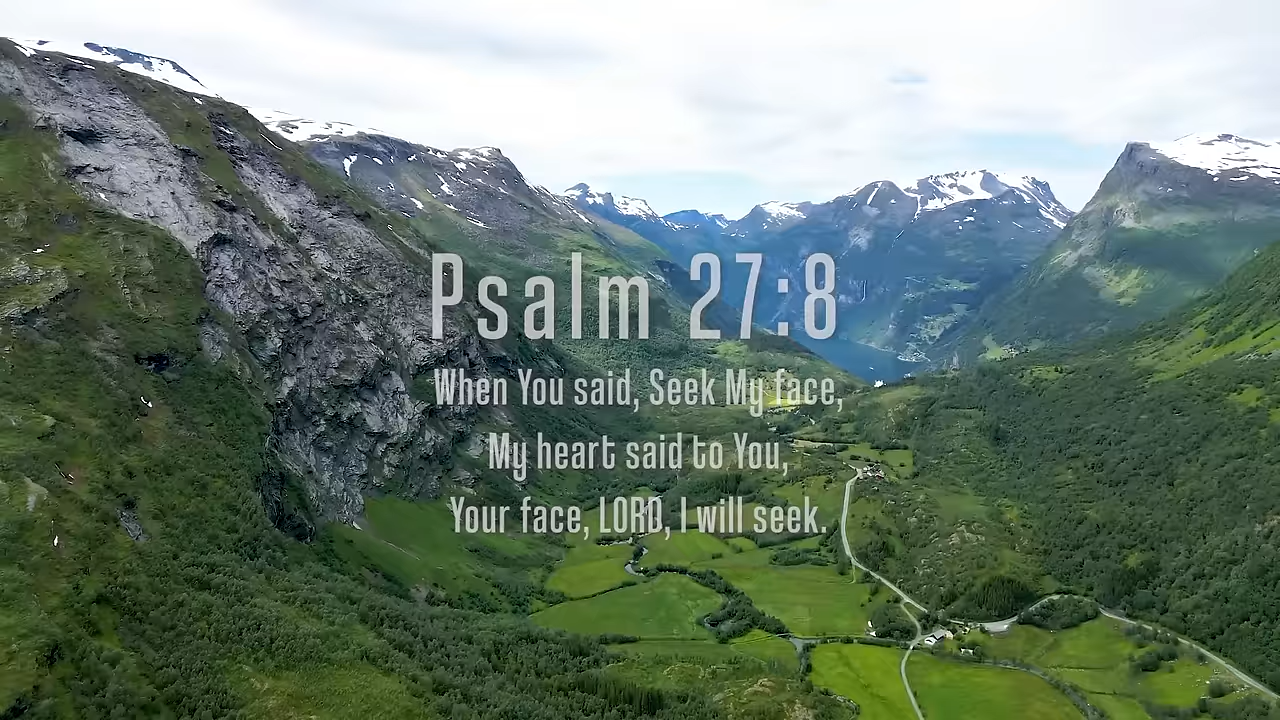 Psalm 27:8
When You said, Seek My face,
My heart said to You,
Your face, LORD, I will seek.